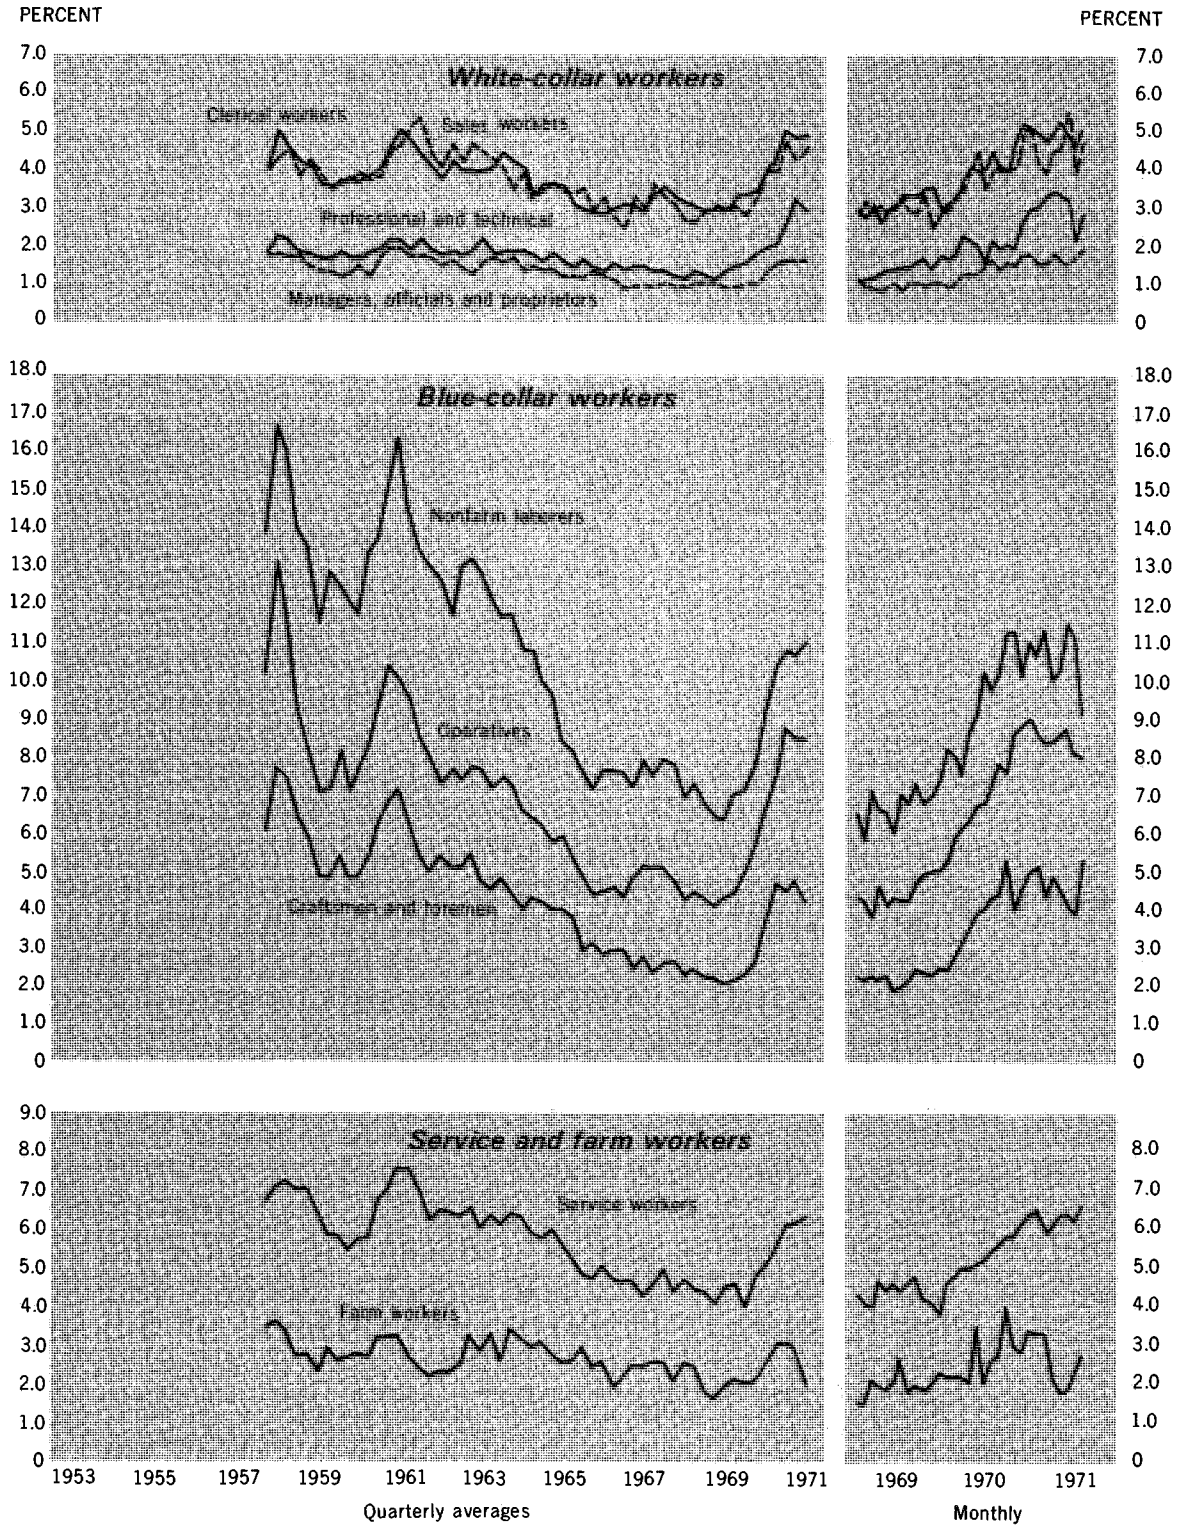 PERCENT PERCENT
7.0 7.0
White-collar workers
6.0 6.0
Clerical workers
5.0 Sales workers 5.0
4.0 4.0
3.0 3.0
Professional and technical
2.0 2.0
1.0 1.0
Managers, officials and proprietors
0 0
18.0 18.0
Blue-collar workers
17.0 17.0
16.0 16.0
15.0 15.0
Nonfarm laborers
14.0 14.0
13.0 13.0
12.0 12.0
11.0 11.0
10.0 10.0
9.0 9.0
Operatives
8.0 8.0
7.0 7.0
6.0 6.0
5.0 5.0
4.0 Craftsmen and foremen 4.0
3.0 3.0
2.0 2.0
1.0 1.0
0 0
9.0
Service and farm workers
8.0 8.0
7.0 7.0
Service workers
6.0 6.0
5.0 5.0
4.0 4.0
Farm workers
3.0 3.0
2.0 2.0
1.0 1.0
0 0
1953 1955 1957 1959 1961 1963 1965 1967 1969 1971 1969 1970 1971
Quarterly averages Monthly